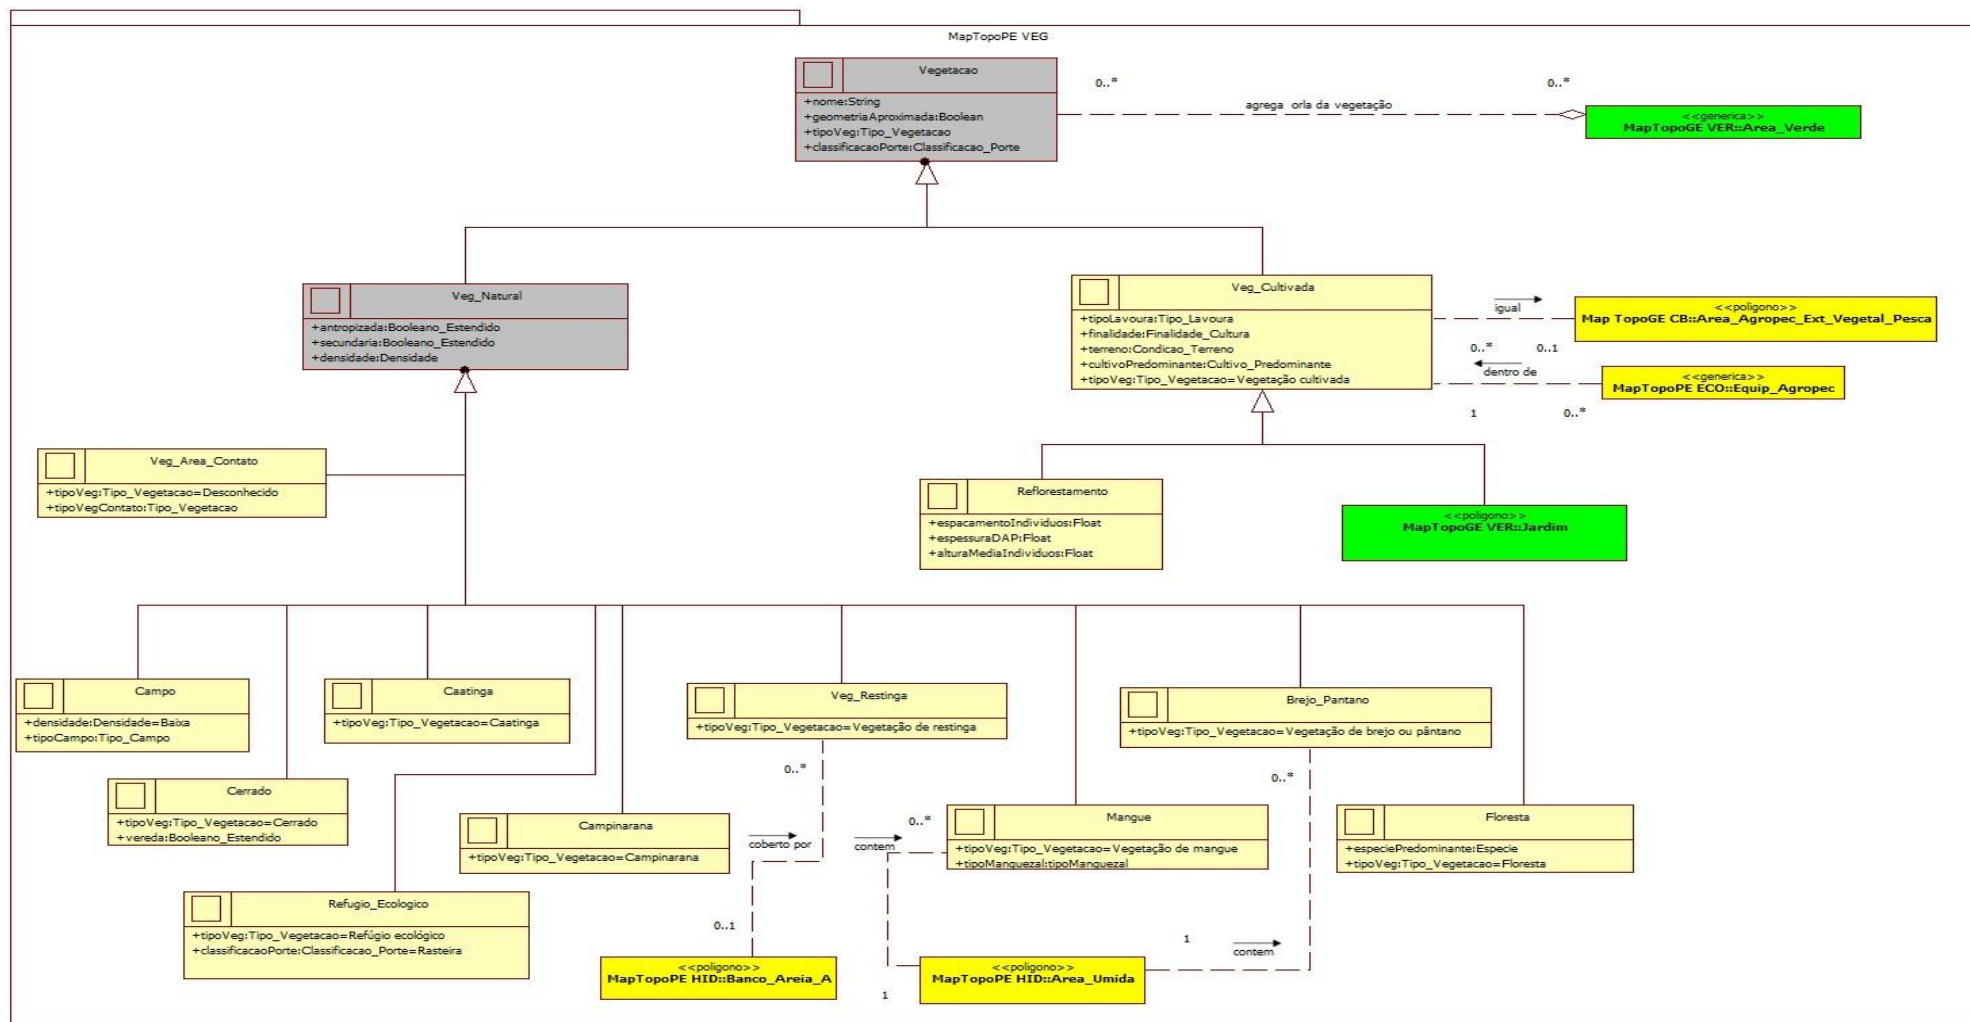 MapTopoPE VEG
Vegetacao
+nome:String
+geometriaAproximada:Boolean
+tipoVeg:Tipo_Vegetacao
+classificacaoPorte:Classificacao_Porte
0..*
0..*
agrega orla da vegetação
<<generica>>
MapTopoGE VER::Area_Verde
Veg_Natural
+antropizada:Booleano_Estendido
+secundaria:Booleano_Estendido
+densidade:Densidade
Veg_Cultivada
+tipoLavoura:Tipo_Lavoura
+finalidade:Finalidade_Cultura
+terreno:Condicao_Terreno
+cultivoPredominante:Cultivo_Predominante
+tipoVeg:Tipo_Vegetacao=Vegetação cultivada
igual
<<poligono>>
Map TopoGE CB::Area_Agropec_Ext_Vegetal_Pesca
0..*
0..1
dentro de
<<generica>>
MapTopoPE ECO::Equip_Agropec
1
0..*
Veg_Area_Contato
+tipoVeg:Tipo_Vegetacao=Desconhecido
+tipoVegContato:Tipo_Vegetacao
Reflorestamento
+espacamentoIndividuos:Float
+espessuraDAP:Float
+alturaMediaIndividuos:Float
<<poligono>>
MapTopoGE VER::Jardim
Campo
+densidade:Densidade=Baixa
+tipoCampo:Tipo_Campo
Caatinga
+tipoVeg:Tipo_Vegetacao=Caatinga
Veg_Restinga
+tipoVeg:Tipo_Vegetacao=Vegetação de restinga
Brejo_Pantano
+tipoVeg:Tipo_Vegetacao=Vegetação de brejo ou pântano
0..*
0..*
Cerrado
+tipoVeg:Tipo_Vegetacao=Cerrado
+vereda:Booleano_Estendido
Campinarana
+tipoVeg:Tipo_Vegetacao=Campinarana
coberto por
contem
0..*
Mangue
+tipoVeg:Tipo_Vegetacao=Vegetação de mangue
+tipoManguezal:tipoManguezal
Floresta
+especiePredominante:Especie
+tipoVeg:Tipo_Vegetacao=Floresta
Refugio_Ecologico
+tipoVeg:Tipo_Vegetacao=Refúgio ecológico
+classificacaoPorte:Classificacao_Porte=Rasteira
0..1
<<poligono>>
MapTopoPE HID::Banco_Areia_A
1
<<poligono>>
MapTopoPE HID::Area_Umida
1
contem